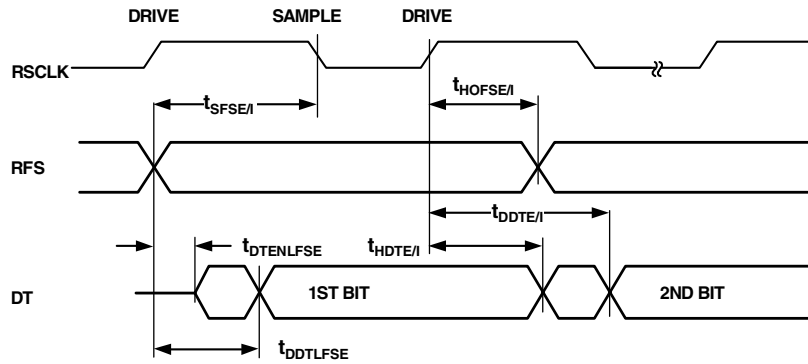 DRIVE SAMPLE DRIVE
RSCLK
tSFSE/I
tHOFSE/I
RFS
tDDTE/I
tDTENLFSE
tHDTE/I
DT
1ST BIT
2ND BIT
tDDTLFSE